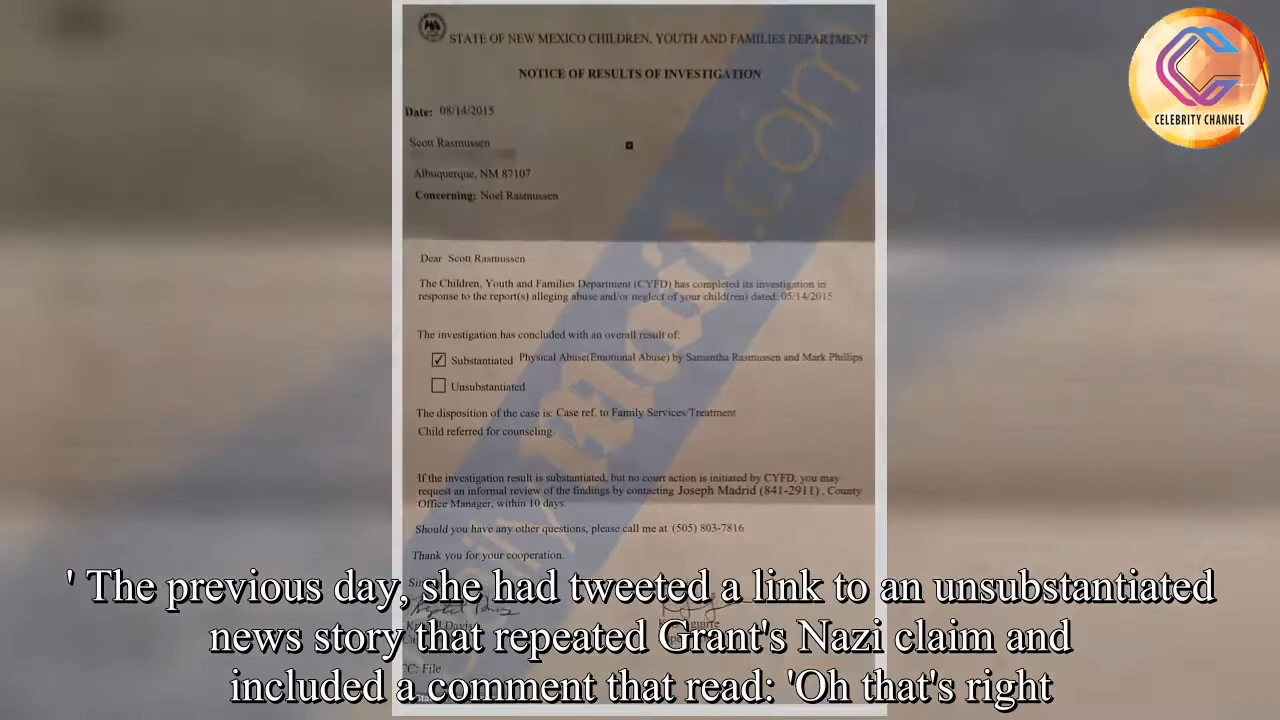 STATE OF NEW MEXICO CHILDREN, YOUTH AND FAMILIES DEPARTMENT
NOTICE OF RESULTS OF INVESTIGATION
Date: 08/14/2015
Scott Rasmussen
Albuquerque, NM 87107
Concerning: Noel Rasmussen
Dear Scott Rasmussen
The Children, Youth and Families Department (CYFD) has completed its investigation in
response to the report(s) alleging abuse and/or neglect of your child(ren) dated: 05/14/2015
The investigation has concluded with an overall result of:
Substantiated Physical Abuse(Emotional Abuse) by Samantha Rasmussen and Mark Phillips
Unsubstantiated
The disposition of the case is: Case ref. to Family Services/Treatment
Child referred for counseling.
If the investigation result is substantiated, but no court action is initiated by CYFD, you may
request an informal review of the findings by contacting Joseph Madrid (841-2911), County
Office Manager, within 10 days.
Should you have any other questions, please call me at (505) 803-7816
Thank you for your cooperation.
CC: File
CELEBRITY CHANNEL
' The previous day, she had tweeted a link to an unsubstantiated
news story that repeated Grant's Nazi claim and
included a comment that read: 'Oh that's right